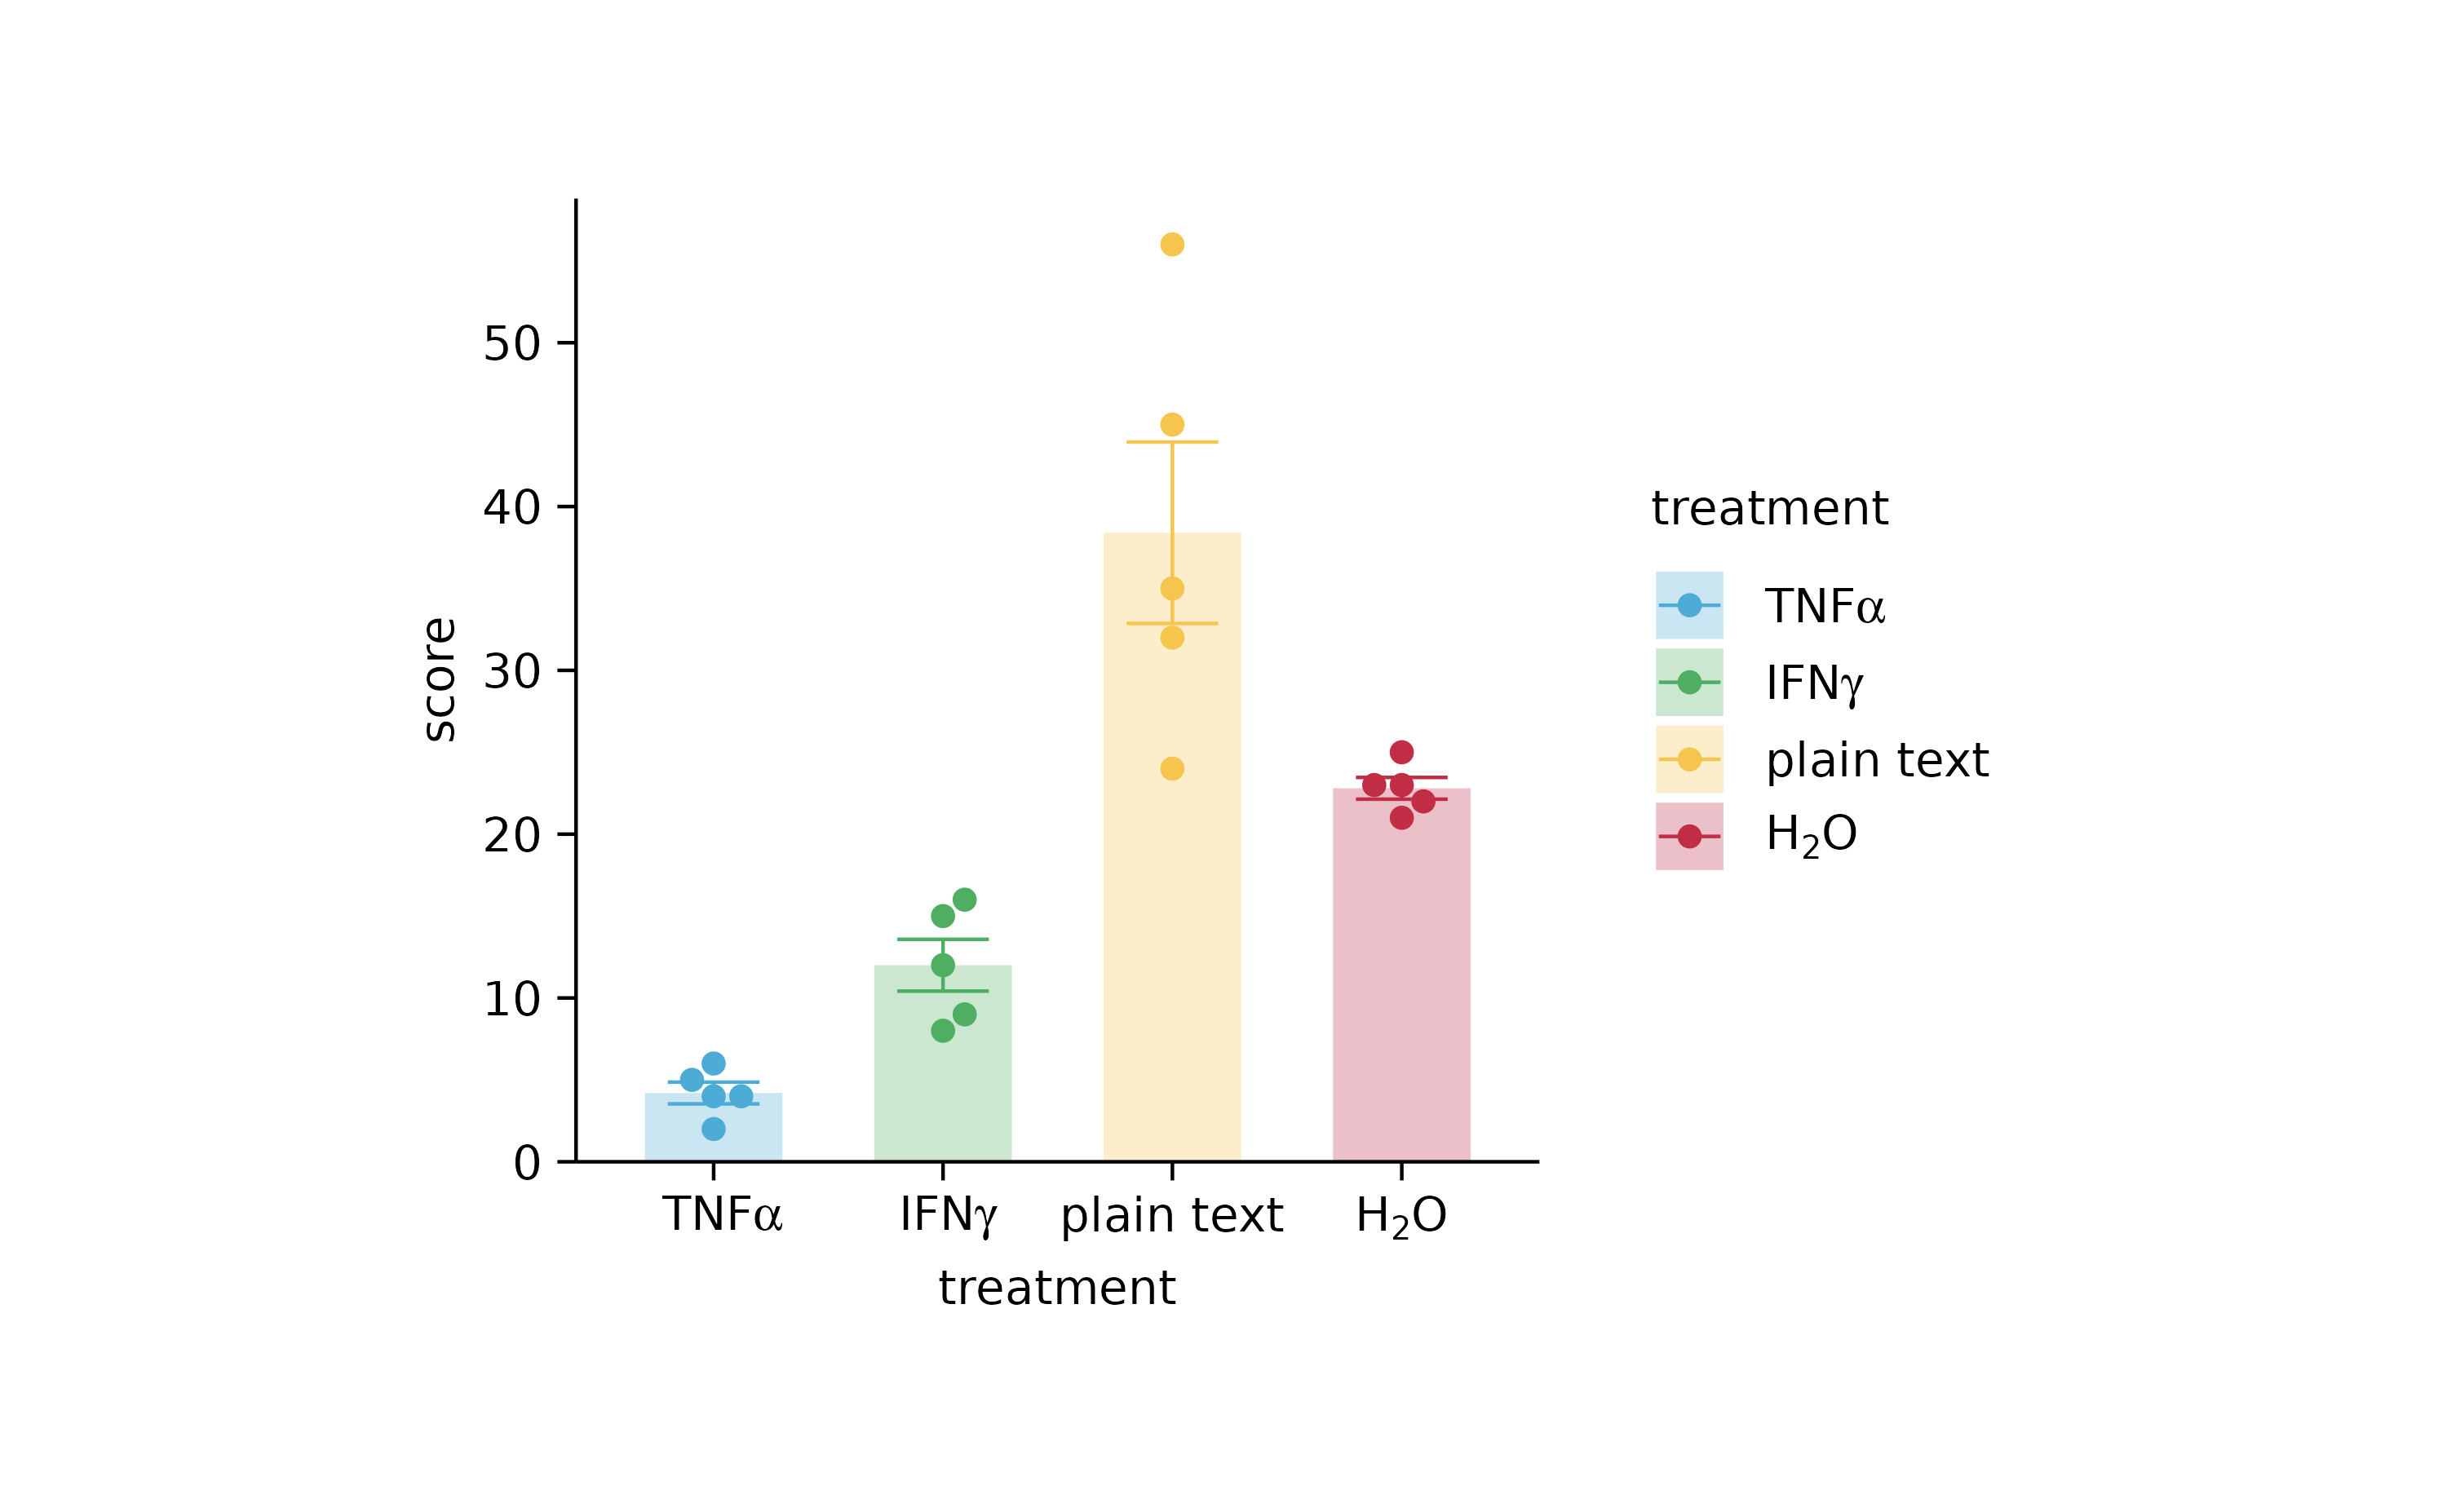 score
50
40
30
20
10
0
TNFα IFNγ plain text H₂O
treatment
treatment
TNFα
IFNγ
plain text
H₂O